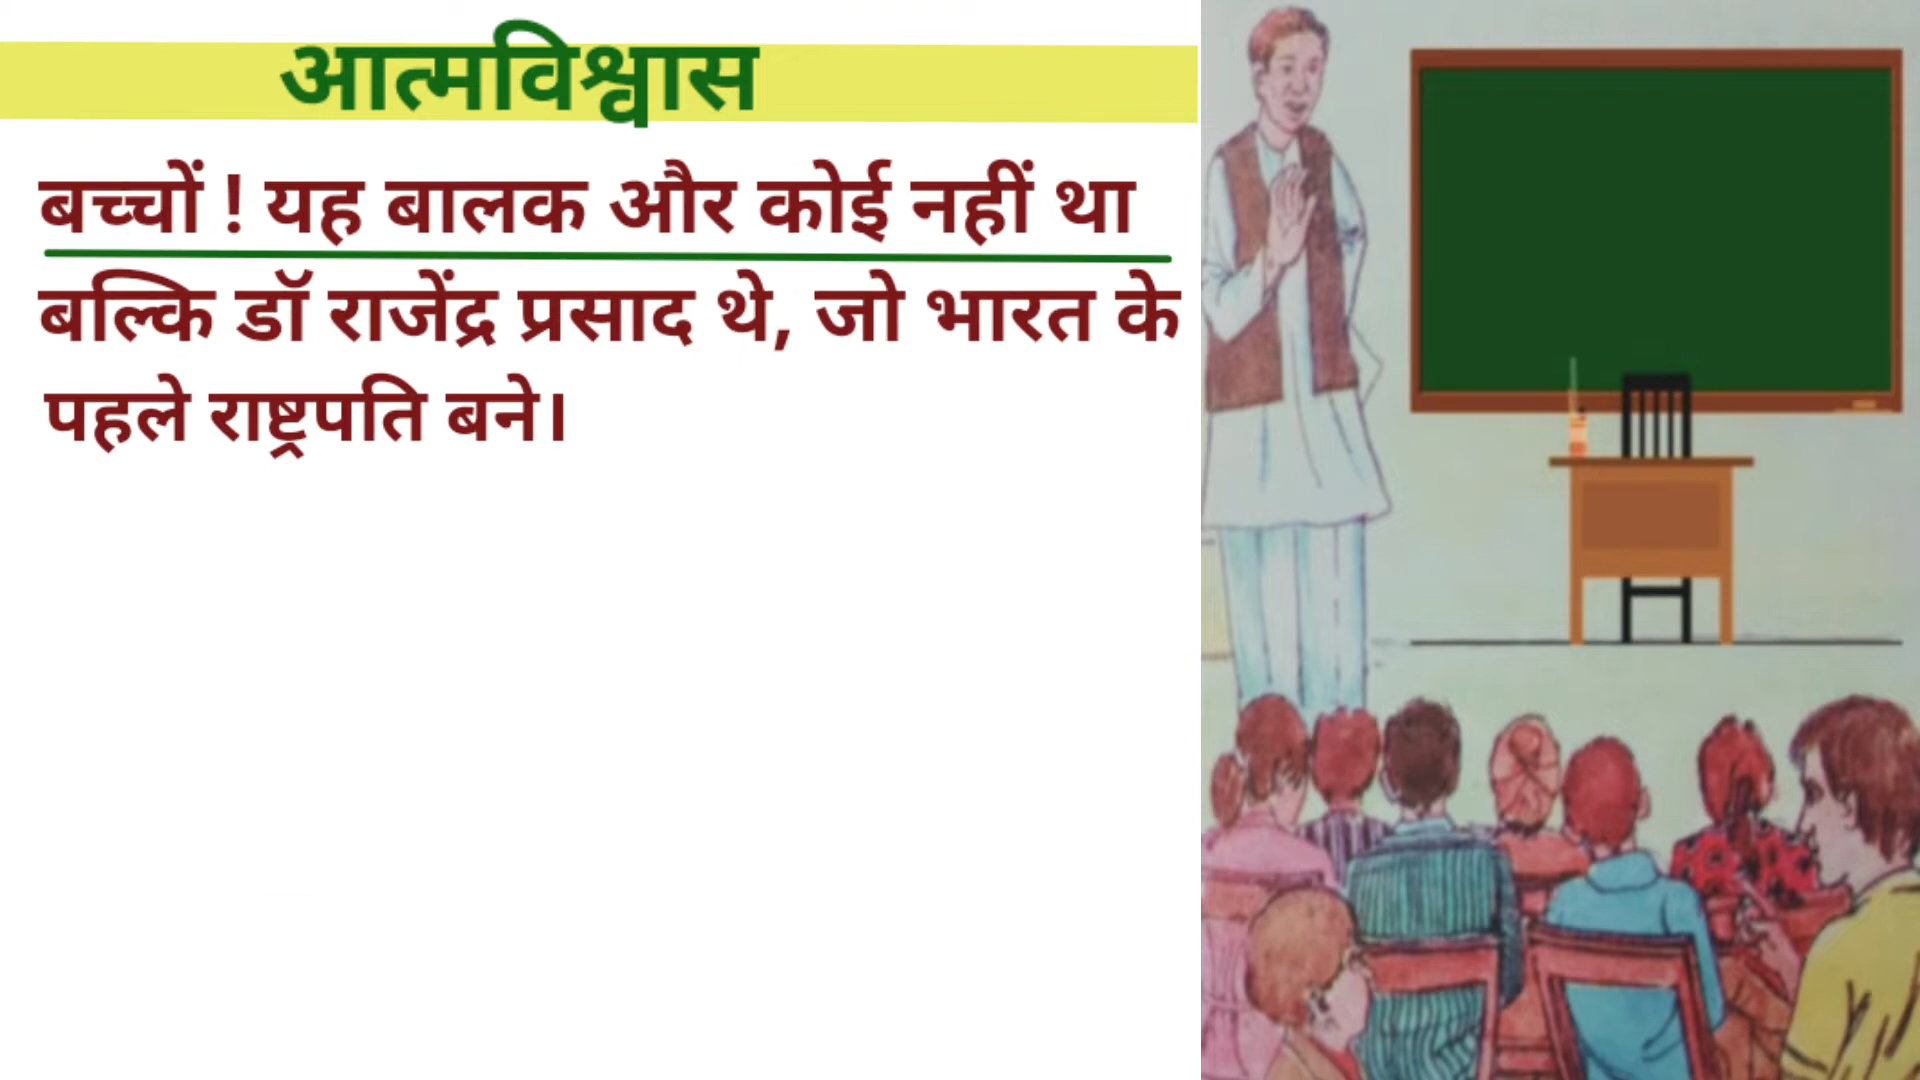 आत्मविश्वास
बच्चों ! यह बालक और कोई नहीं था
बल्कि डॉ राजेंद्र प्रसाद थे, जो भारत के
पहले राष्ट्रपति बने।